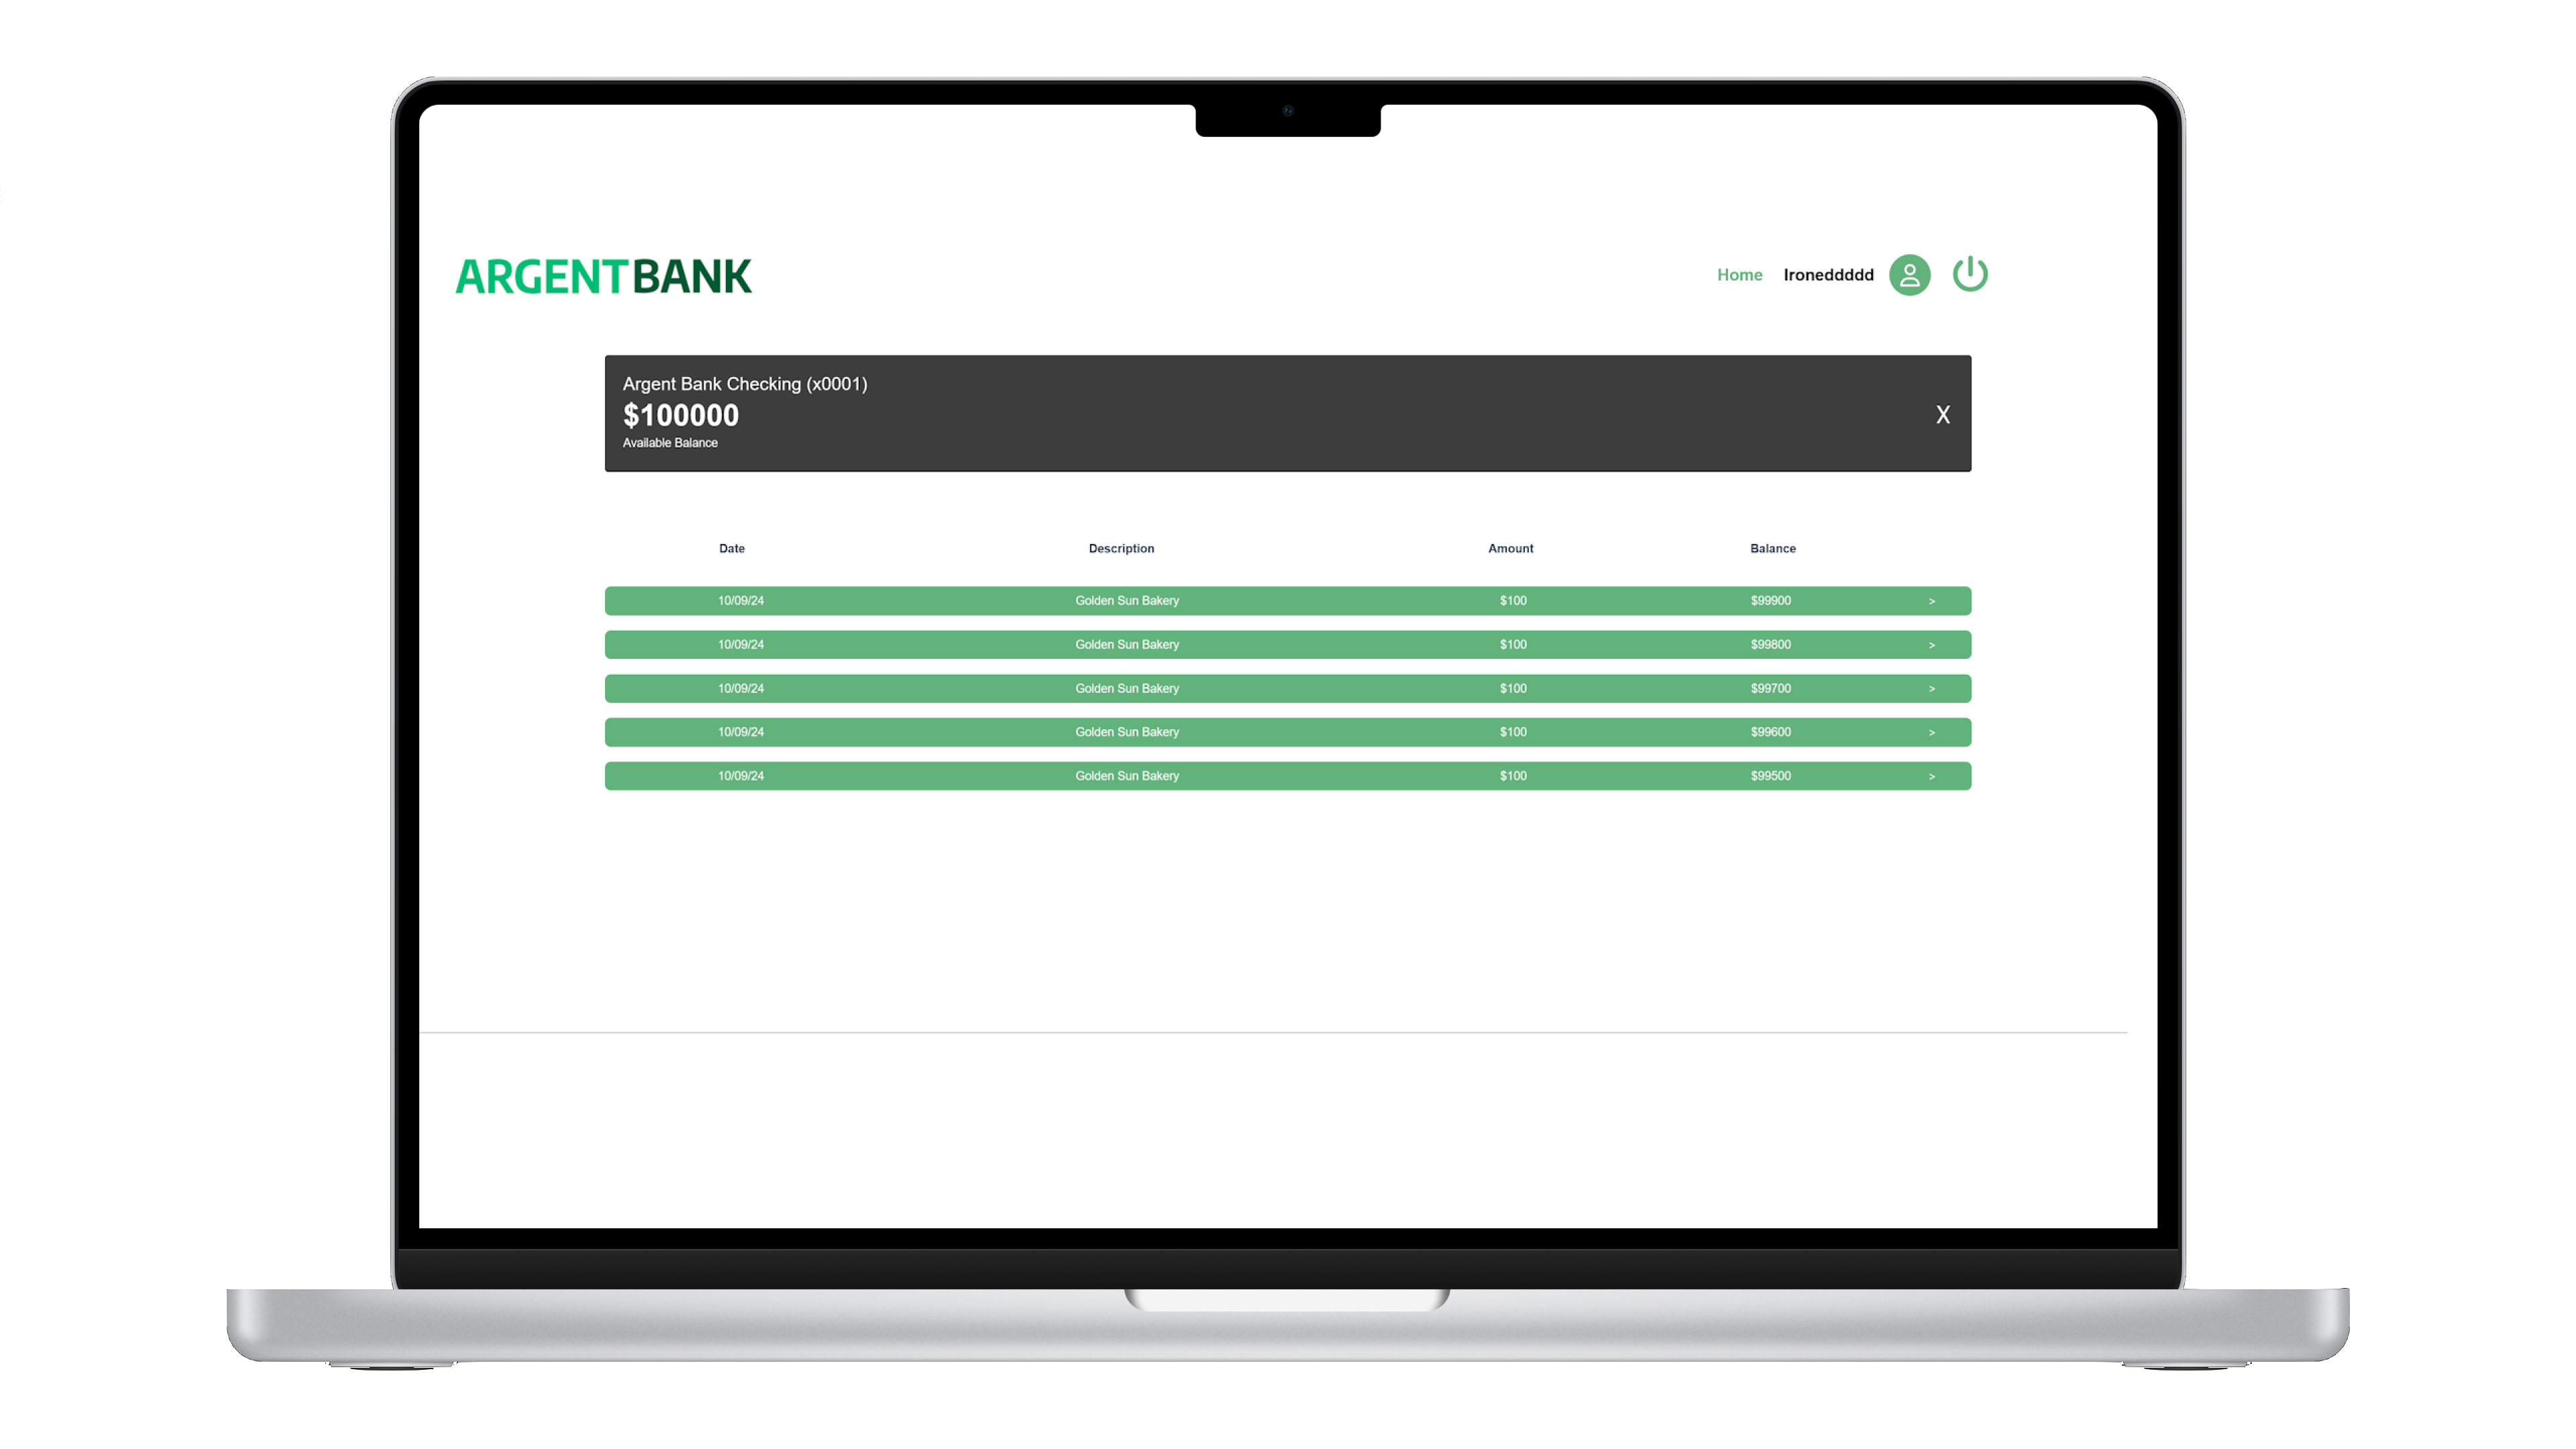 ARGENTBANK
Home Ironeddddd
Argent Bank Checking (x0001)
$100000
Available Balance
X
Date Description Amount Balance
10/09/24 Golden Sun Bakery $100 $99900 >
10/09/24 Golden Sun Bakery $100 $99800 >
10/09/24 Golden Sun Bakery $100 $99700 >
10/09/24 Golden Sun Bakery $100 $99600 >
10/09/24 Golden Sun Bakery $100 $99500 >